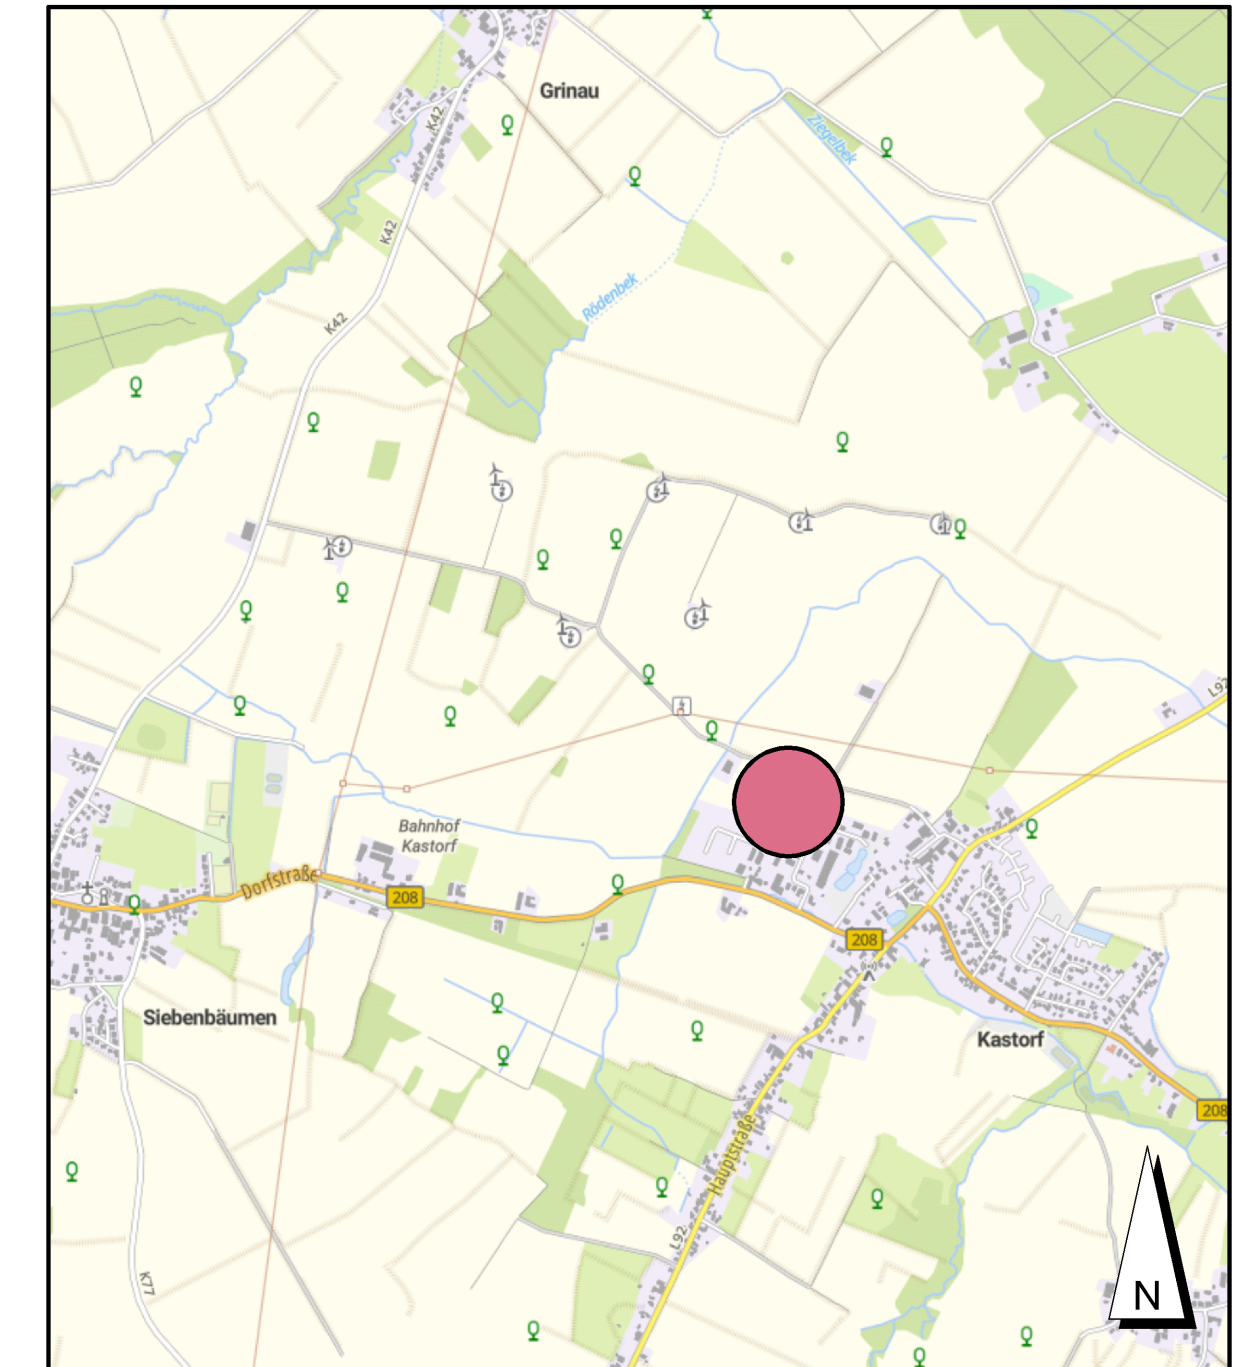 Grinau
K42
Ziegelbek
K42
Rödenbek
K42
L92
Bahnhof
Kastorf
Dorfstraße
208
208
Siebenbäumen
Kastorf
208
Hauptstraße
L92
K77
N